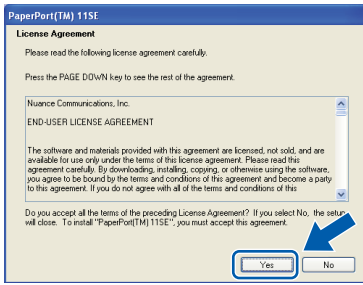 PaperPort(TM) 11SE
License Agreement
Please read the following license agreement carefully.
Press the PAGE DOWN key to see the rest of the agreement.
Nuance Communications, Inc.
END-USER LICENSE AGREEMENT
The software and materials provided with this agreement are licensed, not sold, and are
available for use only under the terms of this license agreement. Please read this
agreement carefully. By downloading, installing, copying, or otherwise using the software,
you agree to be bound by the terms and conditions of this agreement and become a party
to this agreement. If you do not agree with all of the terms and conditions of this
Do you accept all the terms of the preceding License Agreement? If you select No, the setup
will close. To install "PaperPort(TM) 11SE", you must accept this agreement.
Yes
No